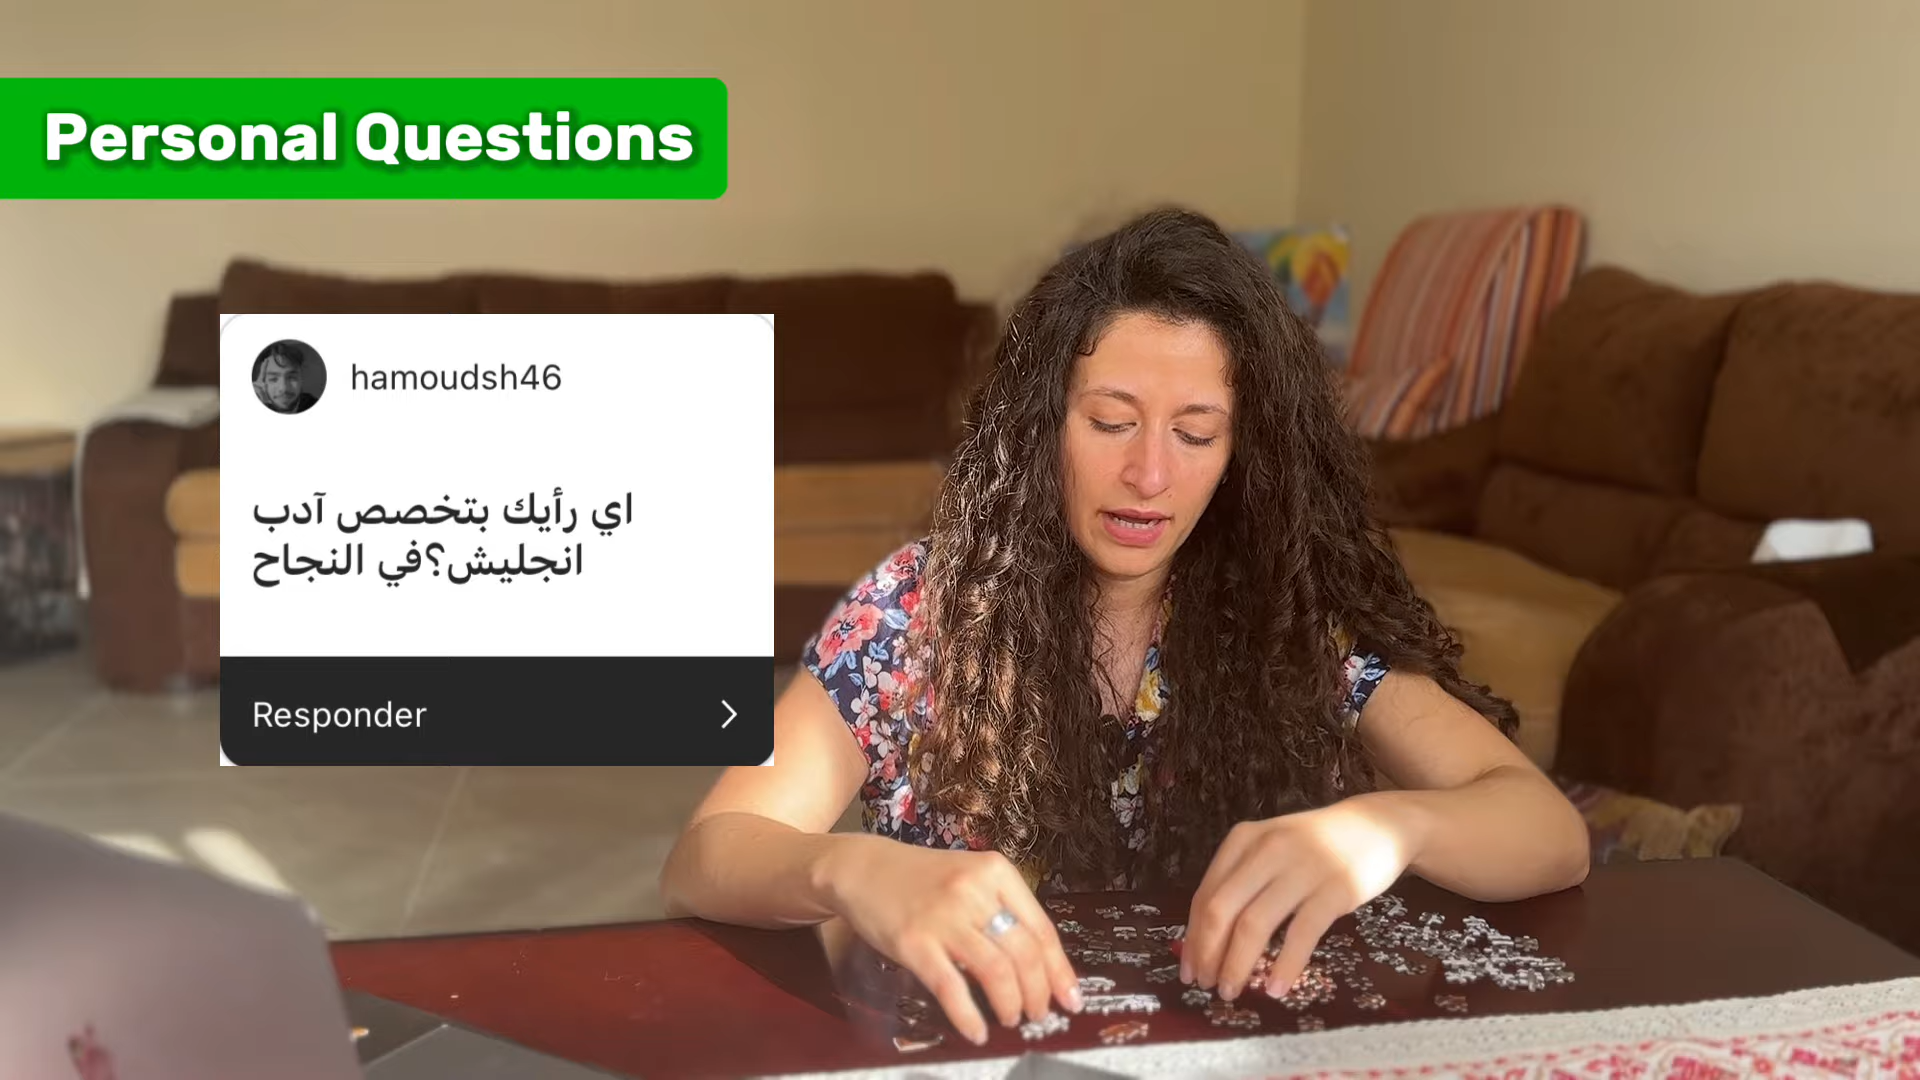 Personal Questions
hamoudsh46
اي رأيك بتخصص آدب
انجليش؟في النجاح
Responder